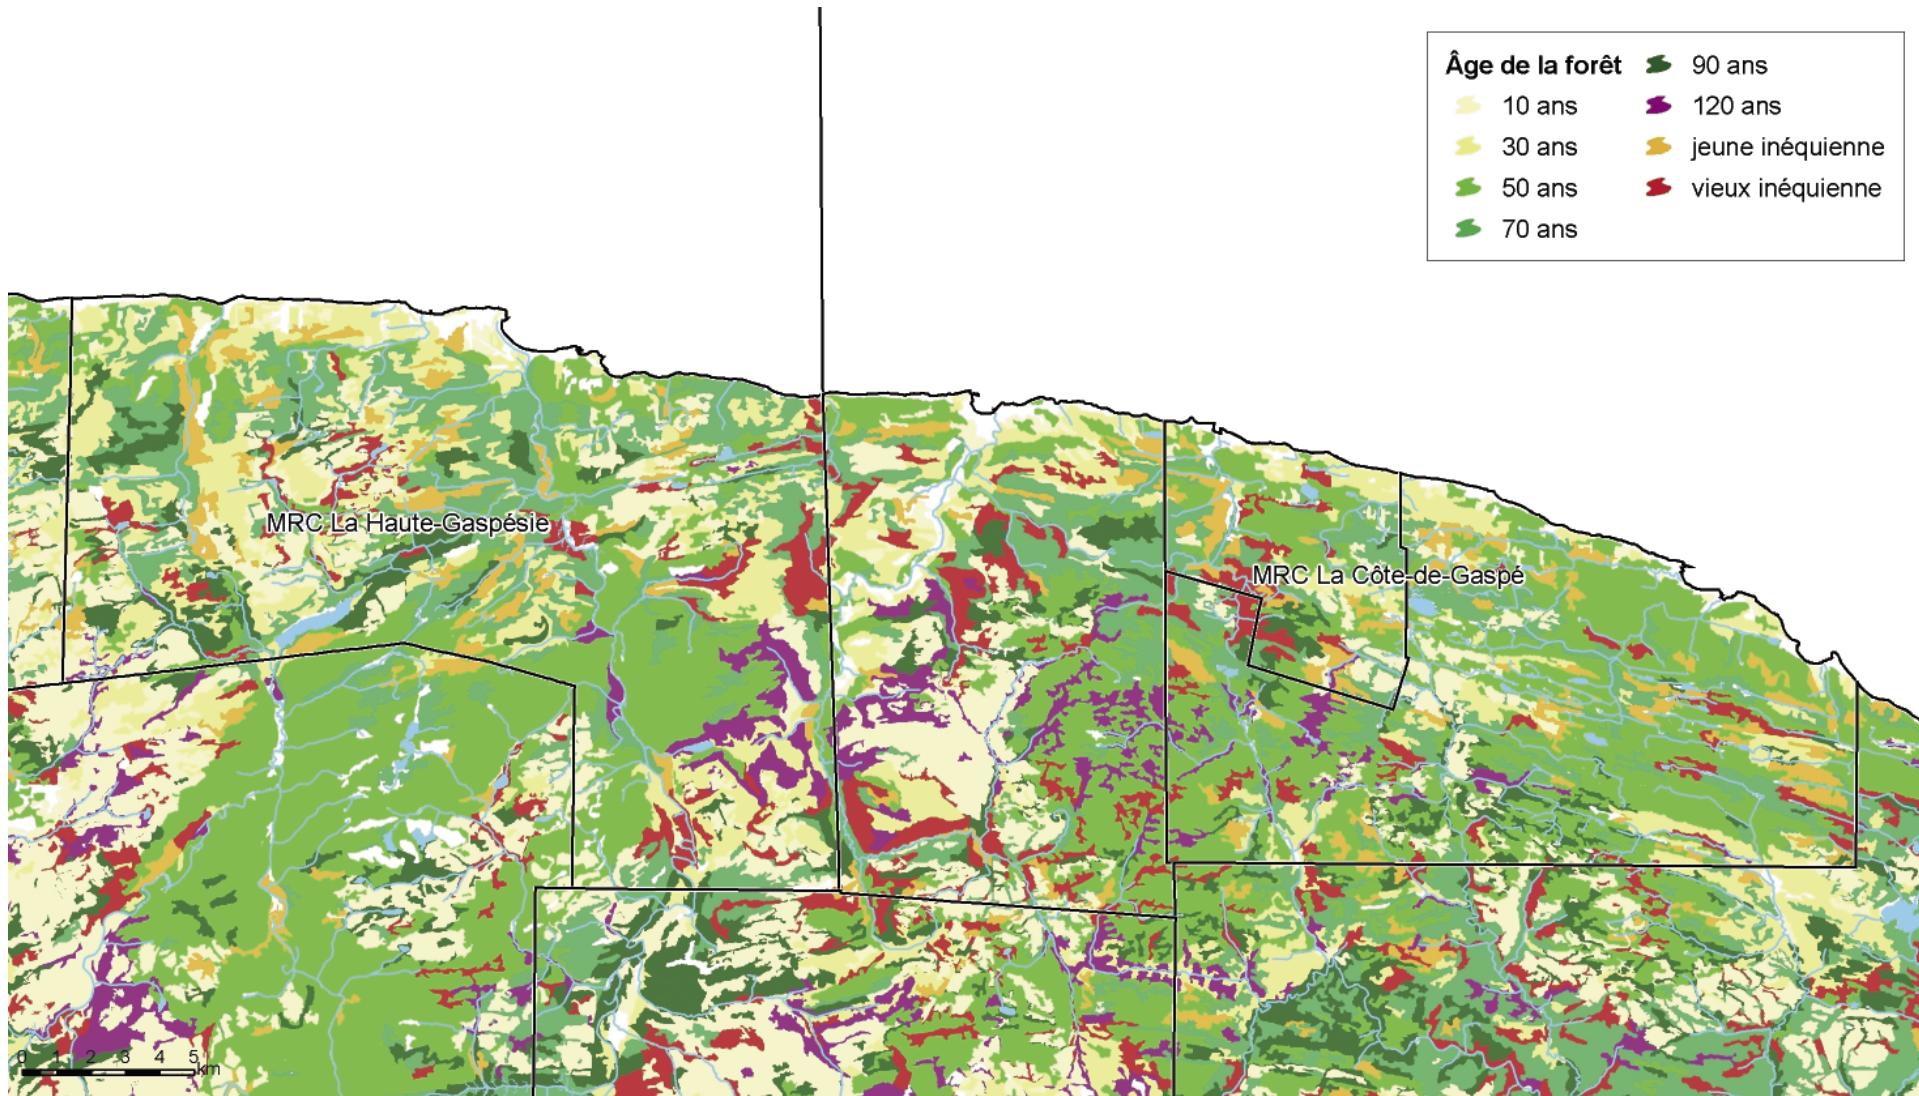 Âge de la forêt
10 ans
30 ans
50 ans
70 ans
90 ans
120 ans
jeune inéquienne
vieux inéquienne
MRC La Haute-Gaspésie
MRC La Côte-de-Gaspé
0 1 2 3 4 5
km